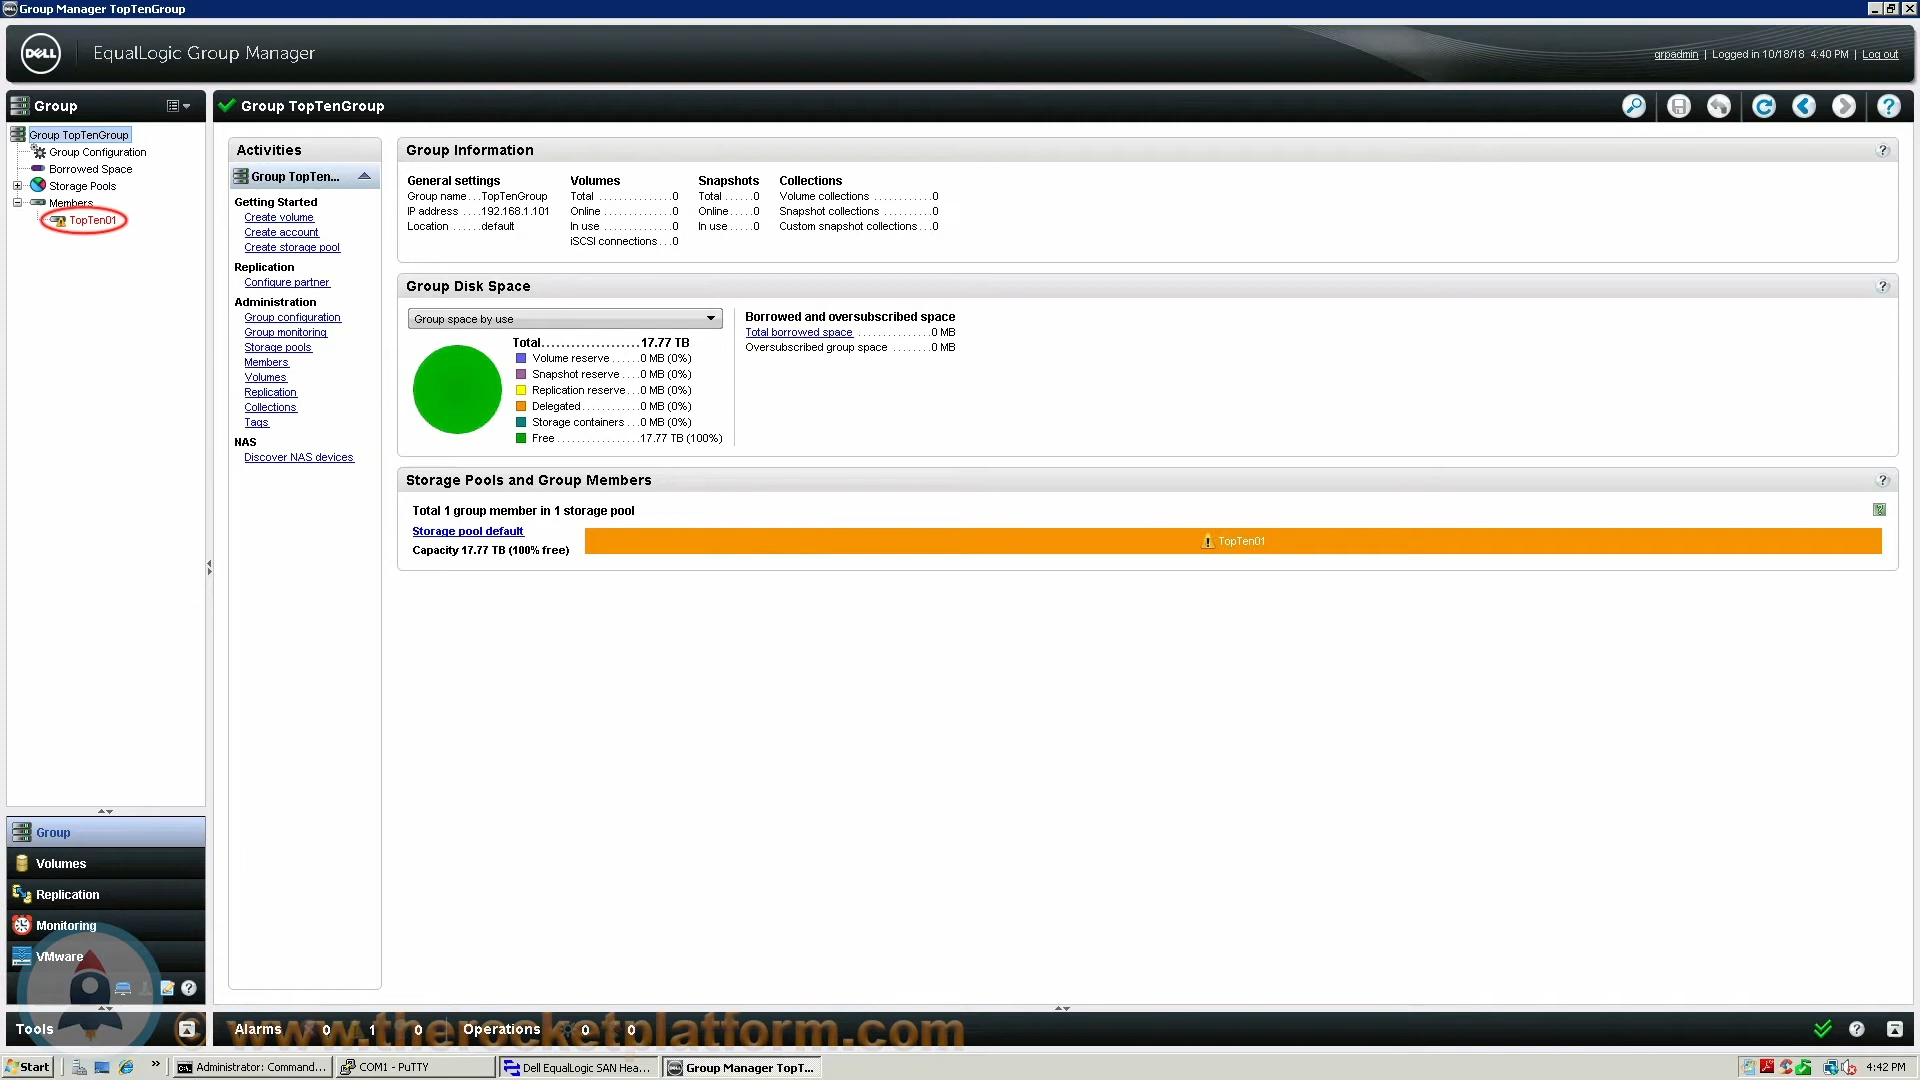 Group Manager TopTenGroup
DELL
EqualLogic Group Manager
grpadmin | Logged in 10/18/18 4:40 PM | Log out
Group
Group TopTenGroup
Group Configuration
Borrowed Space
Storage Pools
Members
TopTen01
Group TopTenGroup
Activities
Group TopTen...
Getting Started
Create volume
Create account
Create storage pool
Replication
Configure partner
Administration
Group configuration
Group monitoring
Storage pools
Members
Volumes
Replication
Collections
Tags
NAS
Discover NAS devices
Group Information
General settings
Group name...TopTenGroup
IP address.....192.168.1.101
Location......default
Volumes
Total..............0
Online.............0
In use.............0
iSCSI connections...0
Snapshots
Total.....0
Online....0
In use....0
Collections
Volume collections...........0
Snapshot collections.........0
Custom snapshot collections...0
Group Disk Space
Group space by use
Total...................17.77 TB
Volume reserve......0 MB (0%)
Snapshot reserve....0 MB (0%)
Replication reserve...0 MB (0%)
Delegated...........0 MB (0%)
Storage containers...0 MB (0%)
Free................17.77 TB (100%)
Borrowed and oversubscribed space
Total borrowed space.............0 MB
Oversubscribed group space........0 MB
Storage Pools and Group Members
Total 1 group member in 1 storage pool
Storage pool default
Capacity 17.77 TB (100% free)
TopTen01
Group
Volumes
Replication
Monitoring
VMware
Tools
Alarms 0 1 0 Operations 0 0
© www.therocketplatform.com
Start
Administrator: Command...
COM1 - PuTTY
Dell EqualLogic SAN Hea...
Group Manager TopT...
4:42 PM